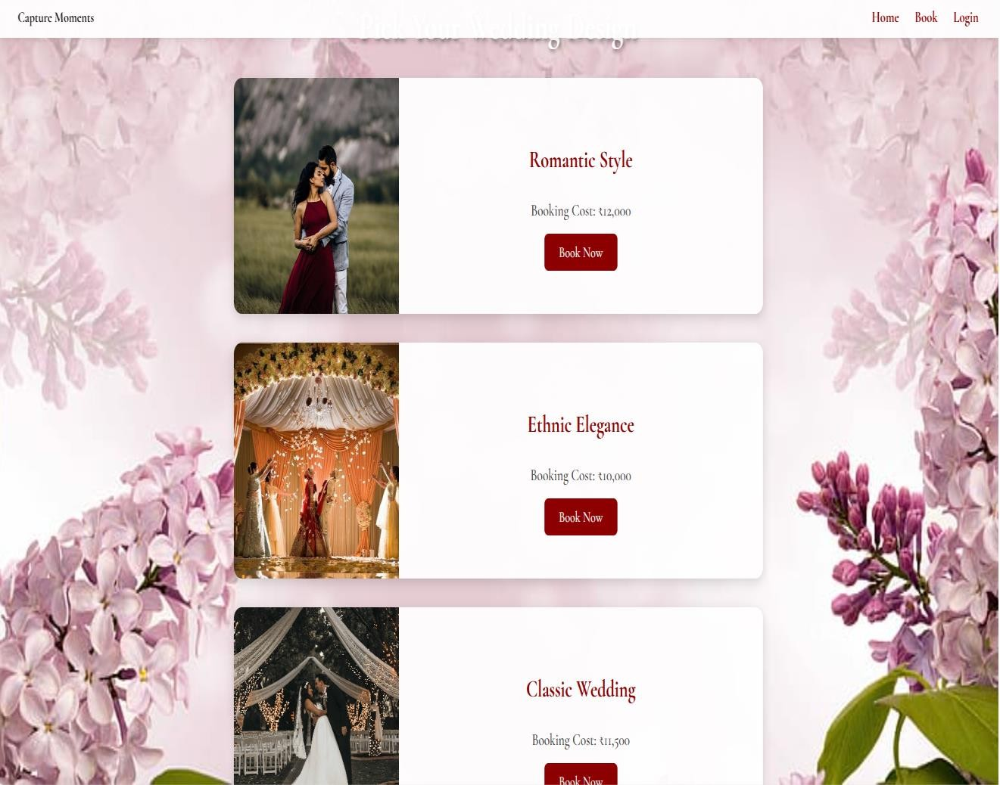 Capture Moments
Home Book Login
Pick Your Wedding Design
Romantic Style
Booking Cost: ₹12,000
Book Now
Ethnic Elegance
Booking Cost: ₹10,000
Book Now
Classic Wedding
Booking Cost: ₹11,500
Book Now